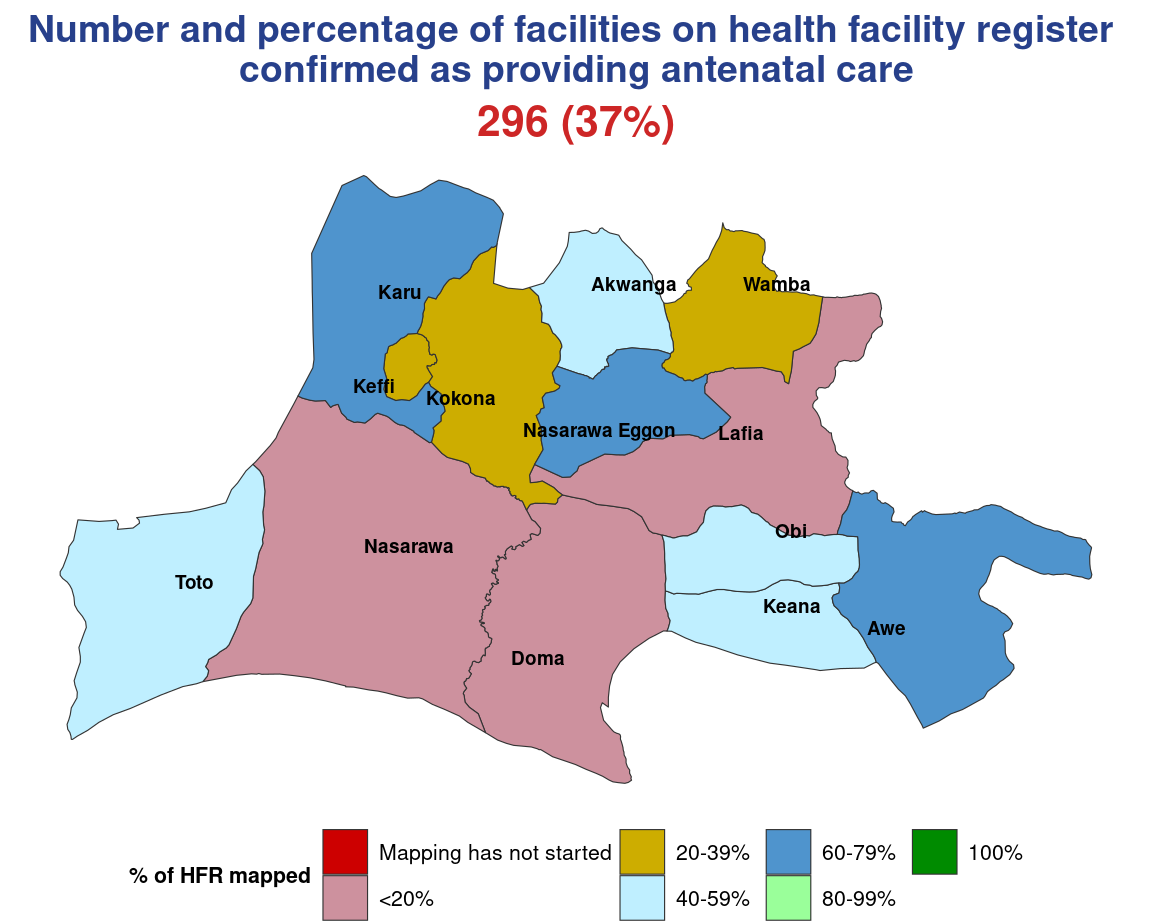 Number and percentage of facilities on health facility register
confirmed as providing antenatal care
296 (37%)
Akwanga
Wamba
Karu
Keffi
Kokona
Nasarawa Eggon
Lafia
Obi
Nasarawa
Toto
Keana
Awe
Doma
% of HFR mapped
Mapping has not started
<20%
20-39%
40-59%
60-79%
80-99%
100%